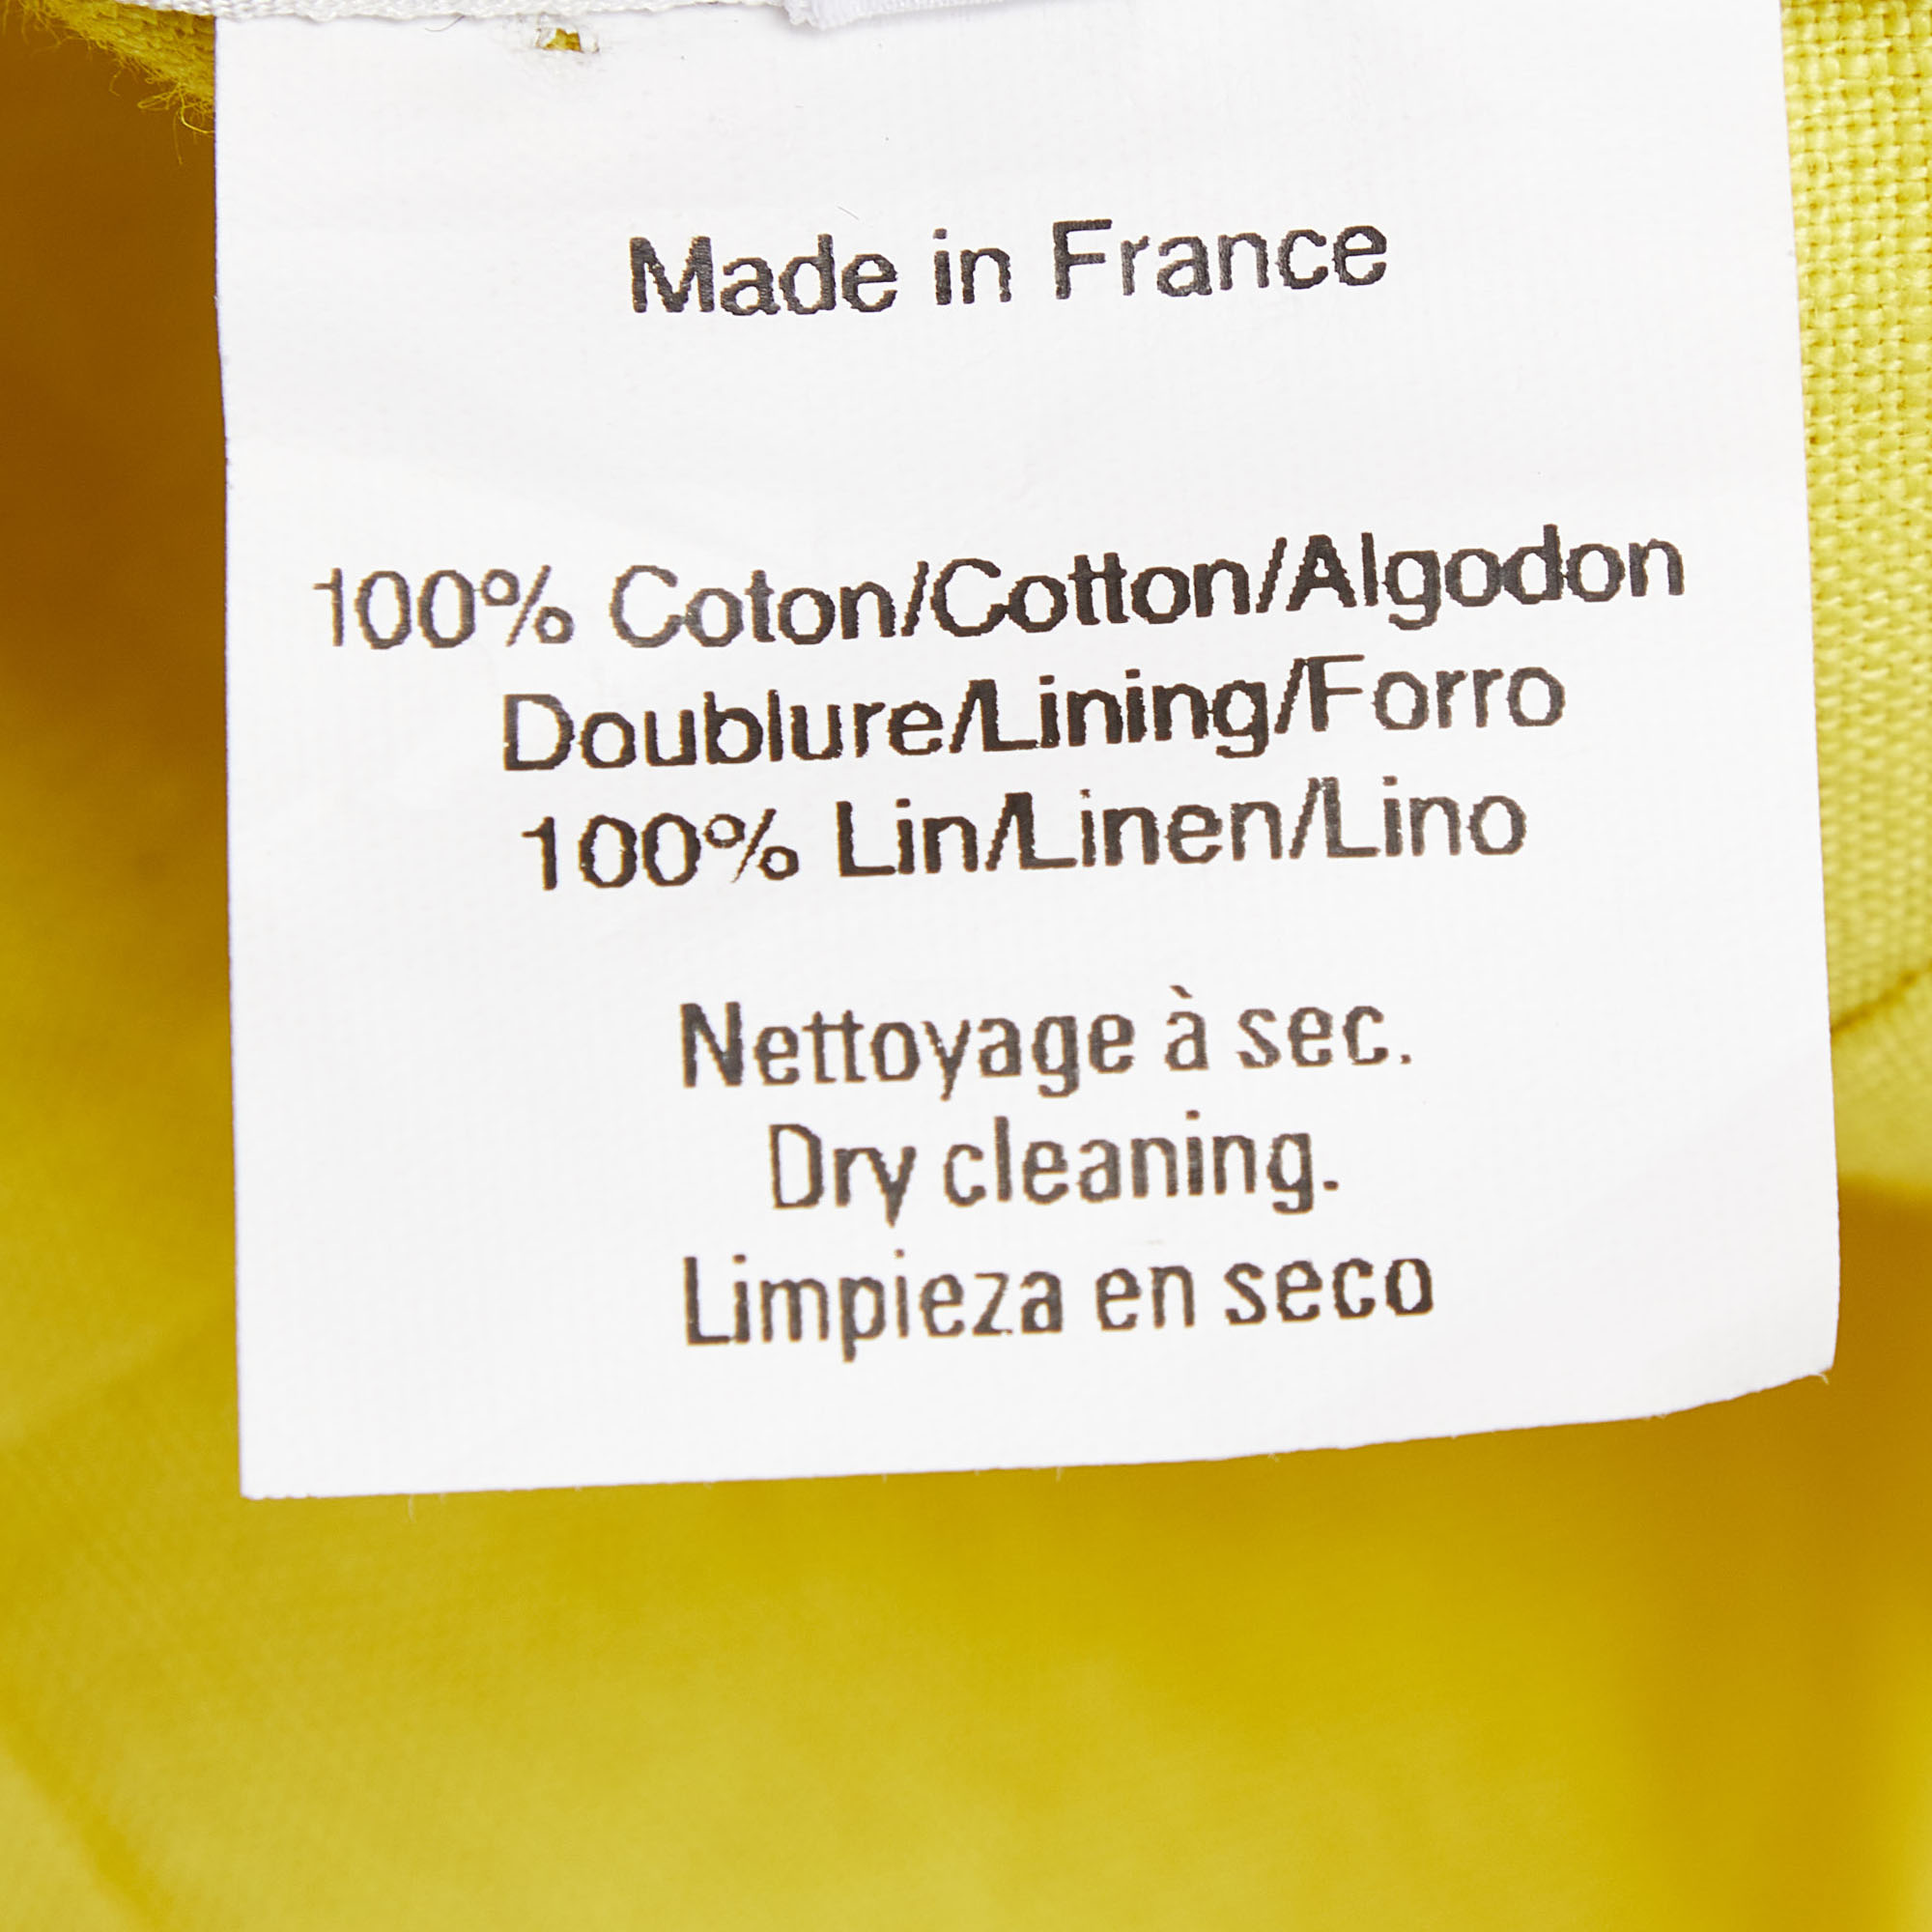 Made in France
100% Coton/Cotton/Algodon
Doublure/Lining/Forro
100% Lin/Linen/Lino
Nettoyage à sec.
Dry cleaning.
Limpieza en seco